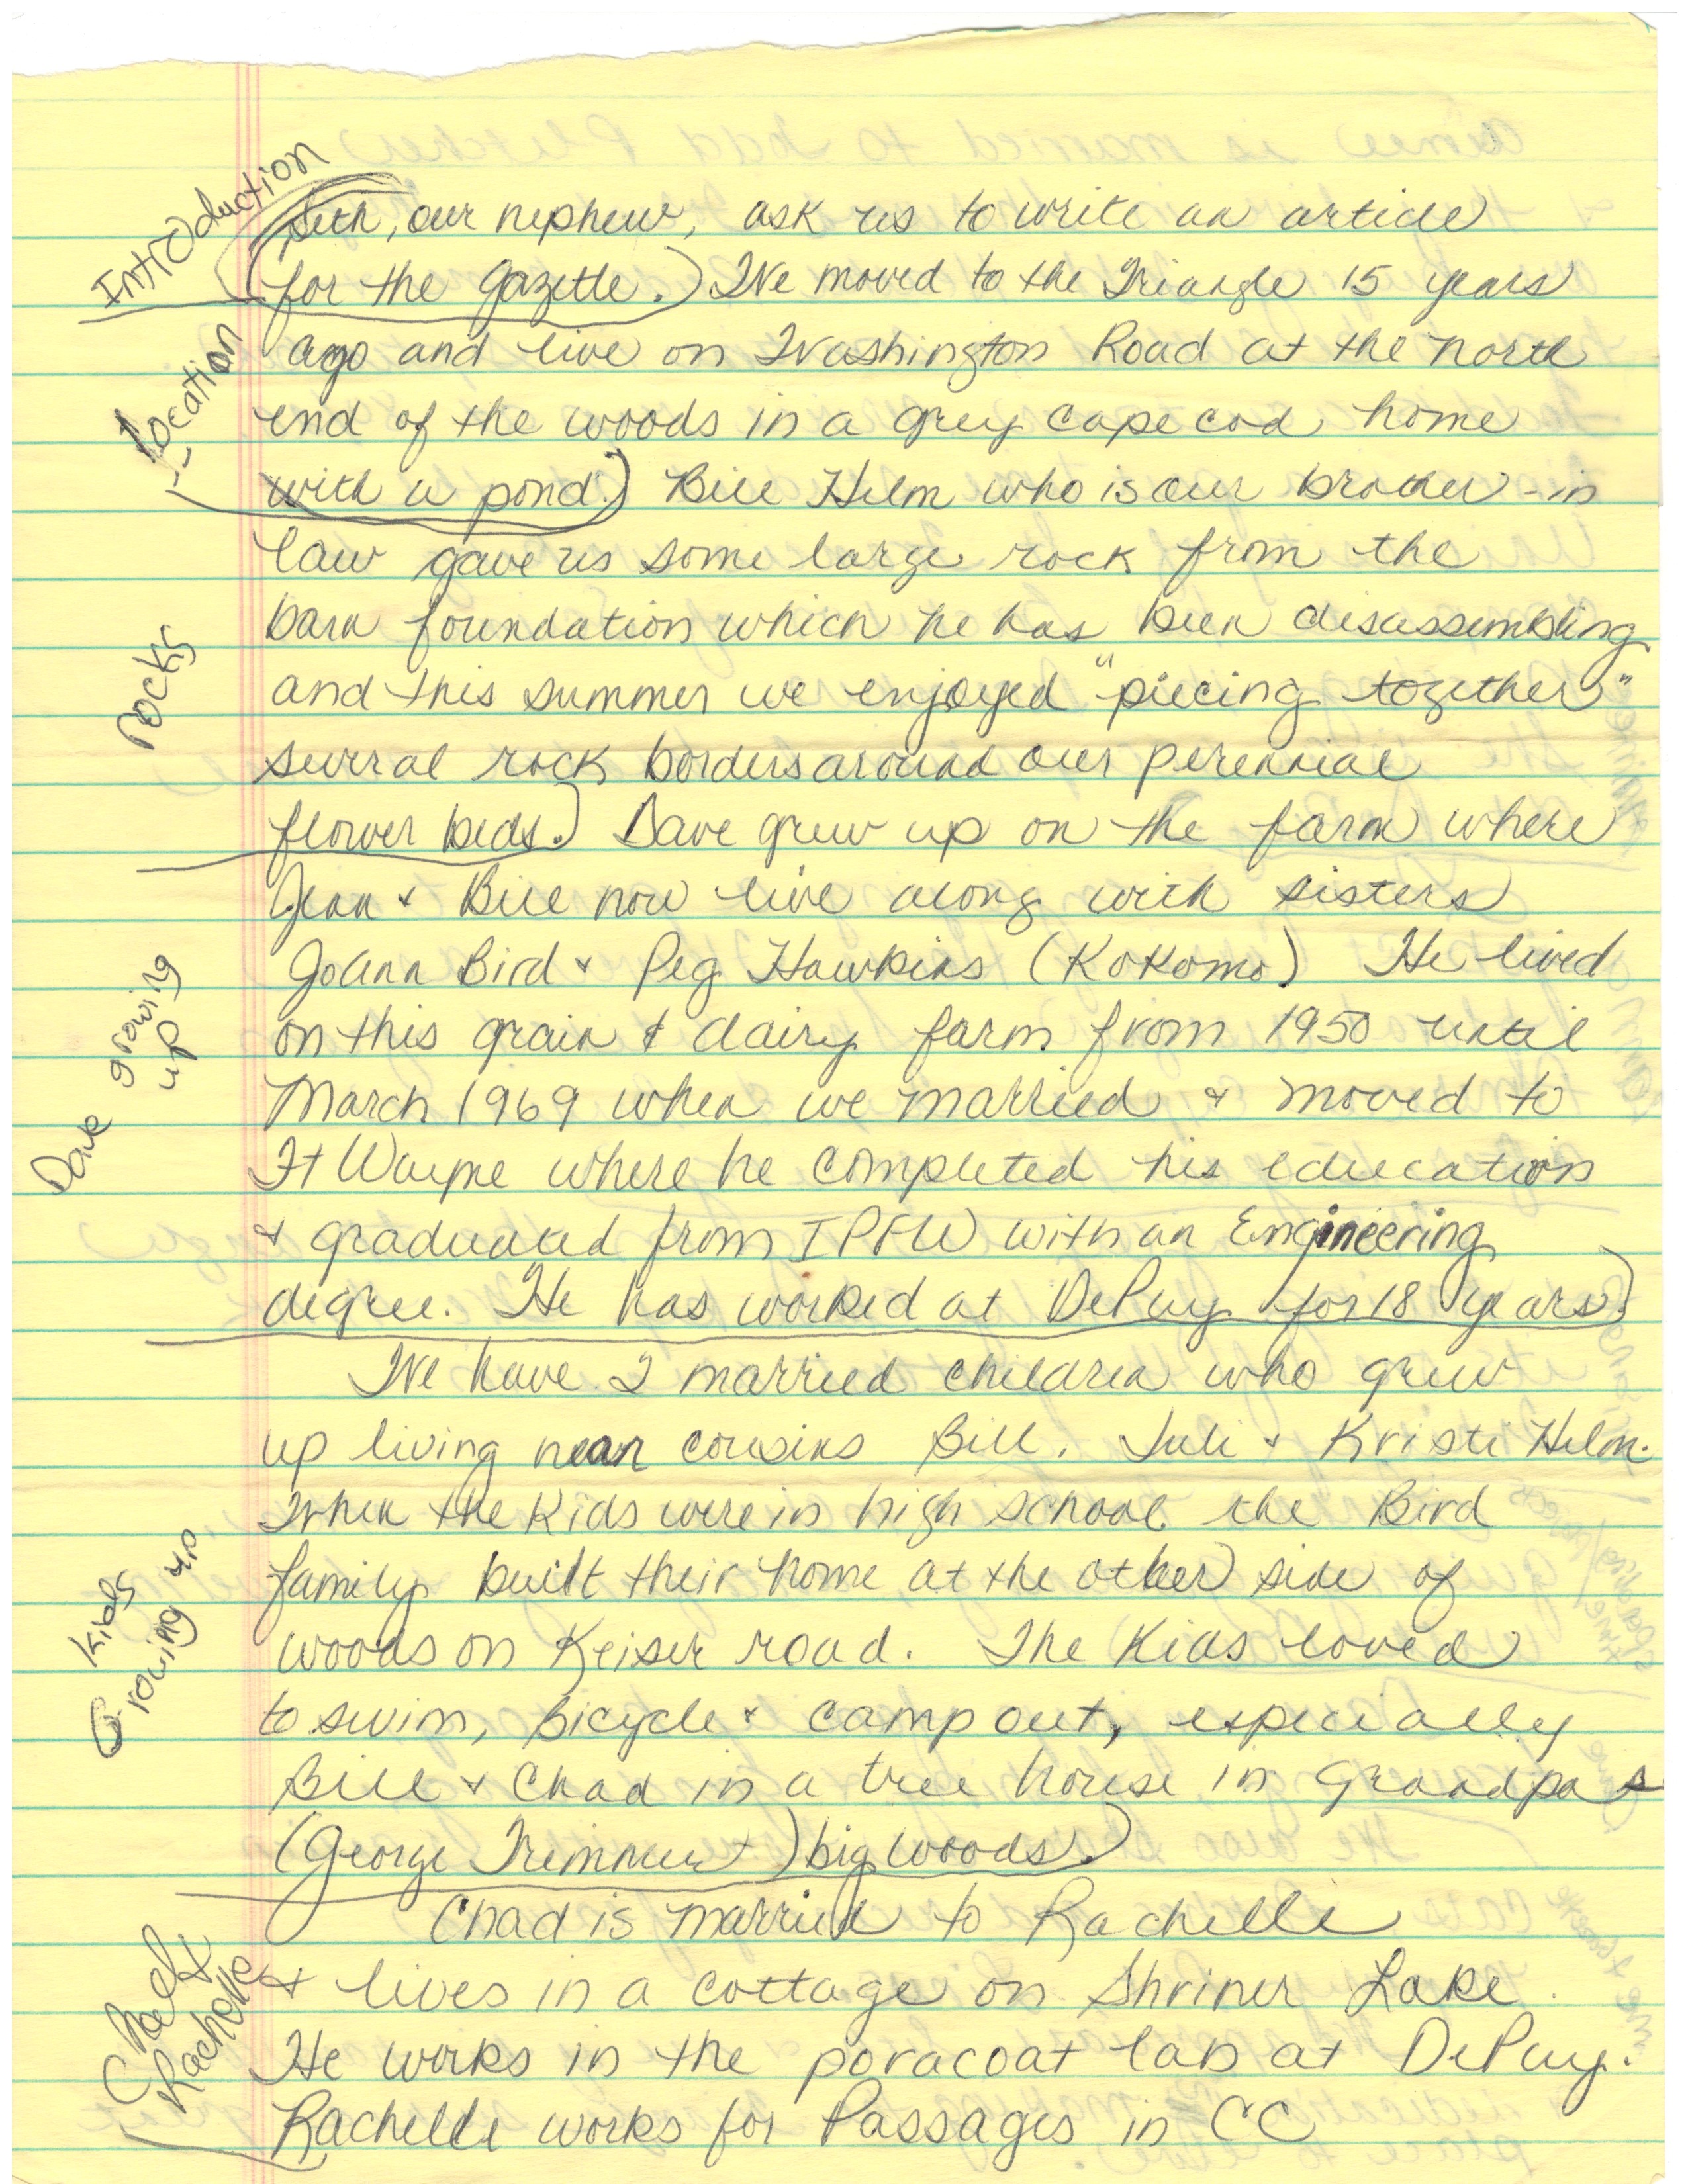 Introduction
Seth, our nephew, ask us to write an article
for the Gazette.) We moved to the Triangle 15 years
ago and live on Washington Road at the north
Location
end of the woods in a grey cape cod home
with a pond.) Bill Helm who is our brother-in
law gave us some large rock from the
barn foundation which he has been disassembling
Rocks
and this summer we enjoyed "piecing together"
several rock borders around our perennial
flower beds.) Dave grew up on the farm where
Jean & Bill now live along with sisters
JoAnn Bird & Peg Hawkins (Kokomo) He lived
Dave growing up
on this grain & dairy farm from 1950 until
March 1969 when we married & moved to
Ft Wayne where he completed his education
& graduated from IPFW with an Engineering
degree. He has worked at DePuy for 18 years.)
We have 2 married children who grew
up living near cousins Bill, Juli & Kristi Helm.
When the kids were in high school the Bird
family built their home at the other side of
Kids Growing up
woods on Keiser road. The Kids loved
to swim, bicycle & camp out, especially
Bill & Chad in a tree house in Grandpa s
(George Trimmer) big woods.)
Chad is married to Rachelle
Chad & Rachelle
& lives in a cottage on Shriner Lake.
He works in the poracoat lab at DePuy.
Rachelle works for Passages in CC